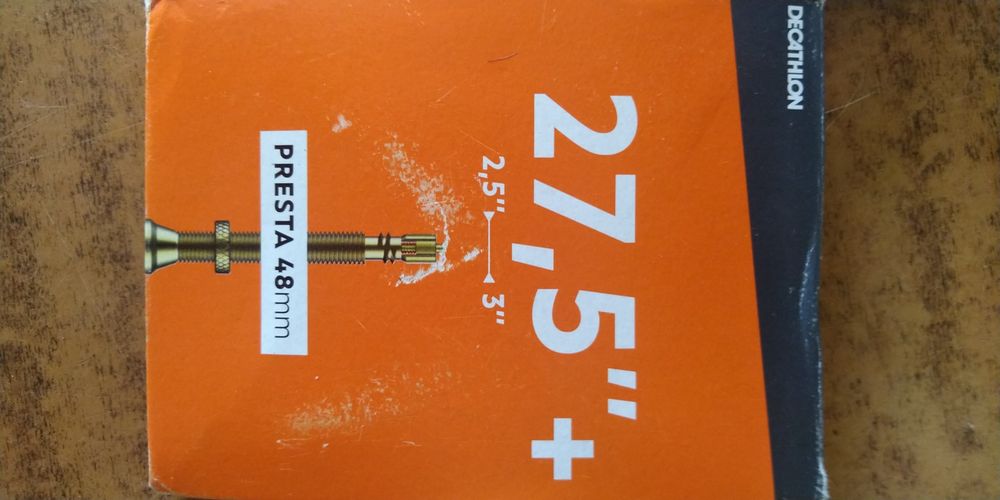 DECATHLON
27,5"+
2,5" 3"
PRESTA 48mm